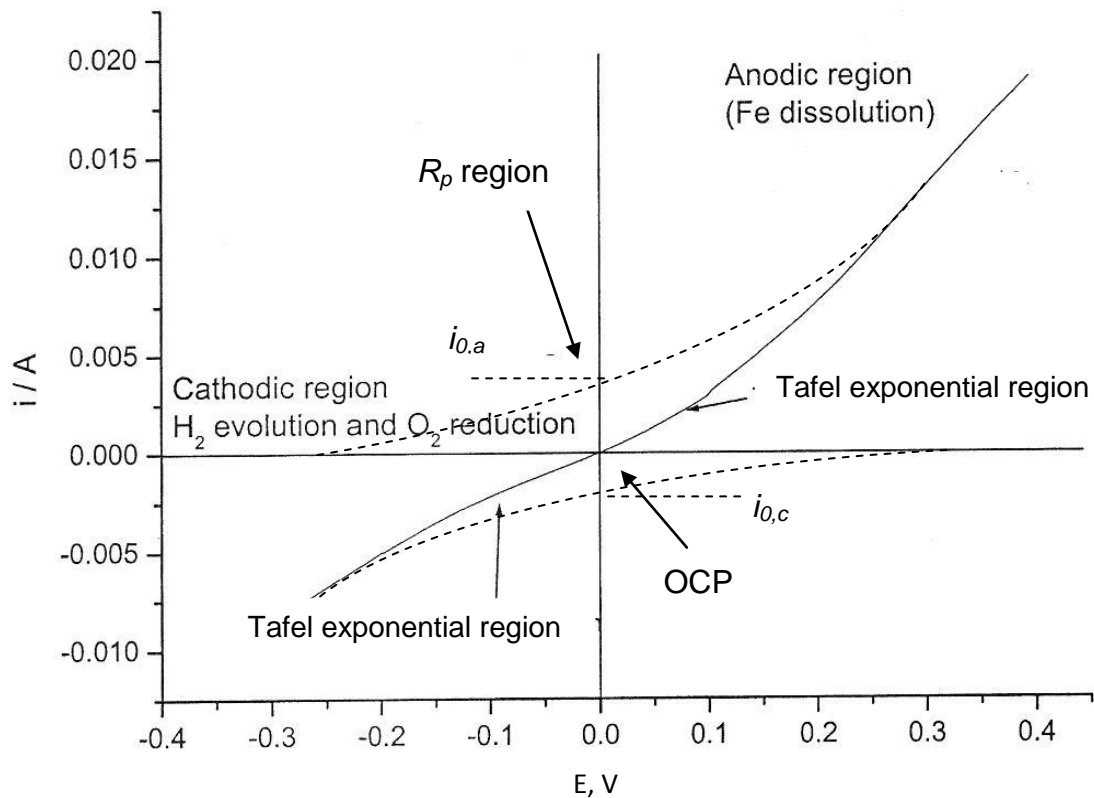 0.020
0.015
0.010
0.005
0.000
-0.005
-0.010
i / A
Anodic region
(Fe dissolution)
Rp region
i0.a
Cathodic region
H2 evolution and O2 reduction
Tafel exponential region
i0,c
OCP
Tafel exponential region
-0.4 -0.3 -0.2 -0.1 0.0 0.1 0.2 0.3 0.4
E, V